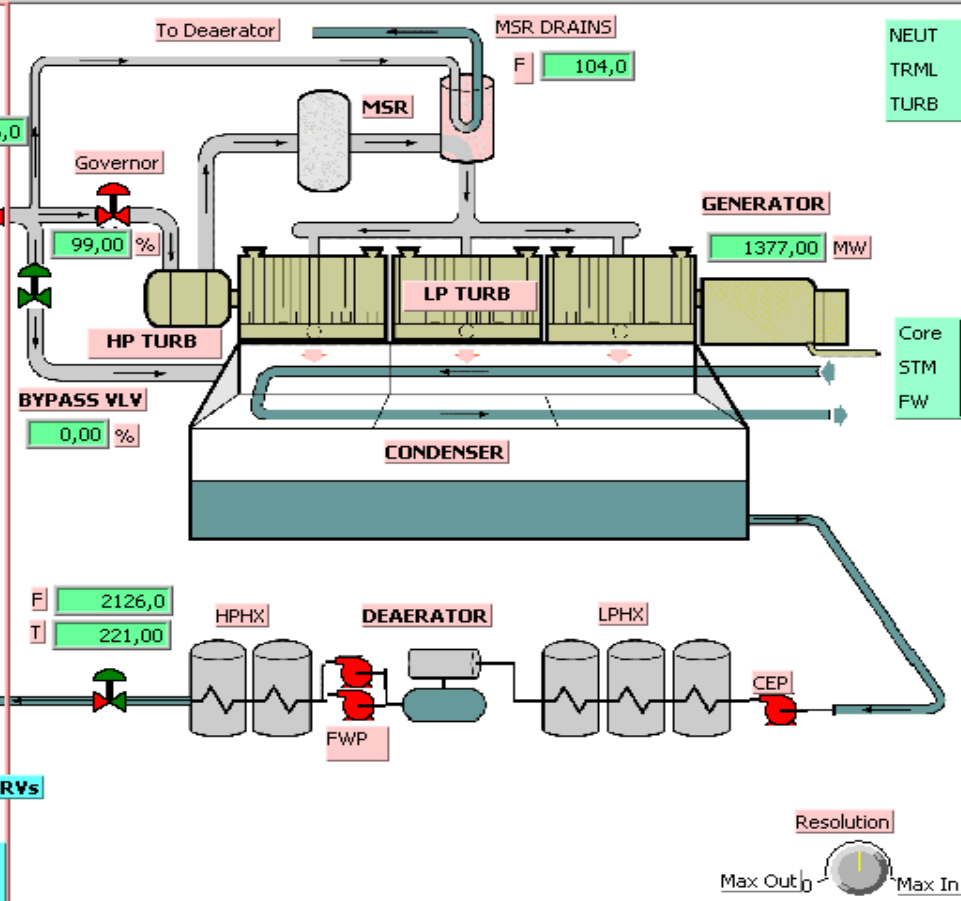 To Deaerator
MSR DRAINS
F 104,0
NEUT
TRML
TURB
MSR
,0
Governor
99,00 %
GENERATOR
1377,00 MW
LP TURB
HP TURB
Core
STM
FW
BYPASS VLV
0,00 %
CONDENSER
F 2126,0
T 221,00
HPHX
DEAERATOR
LPHX
CEP
FWP
RVs
Resolution
Max Out 0
Max In